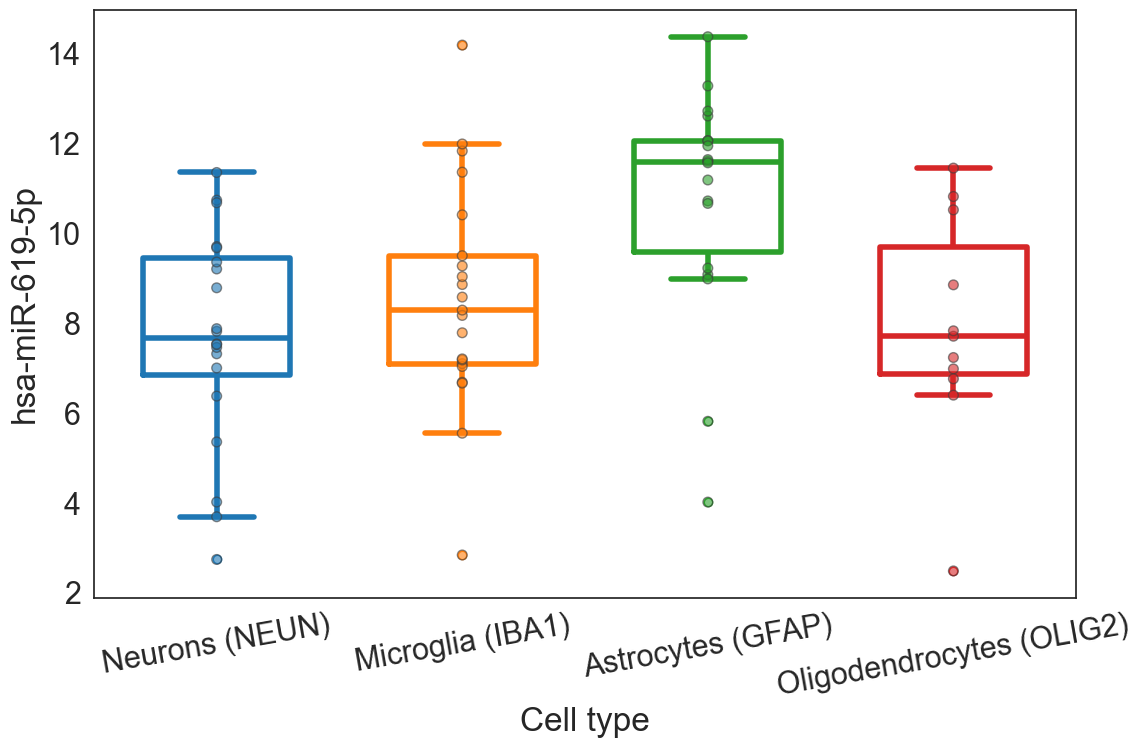 hsa-miR-619-5p
14
12
10
8
6
4
2
Neurons (NEUN)
Microglia (IBA1)
Astrocytes (GFAP)
Oligodendrocytes (OLIG2)
Cell type